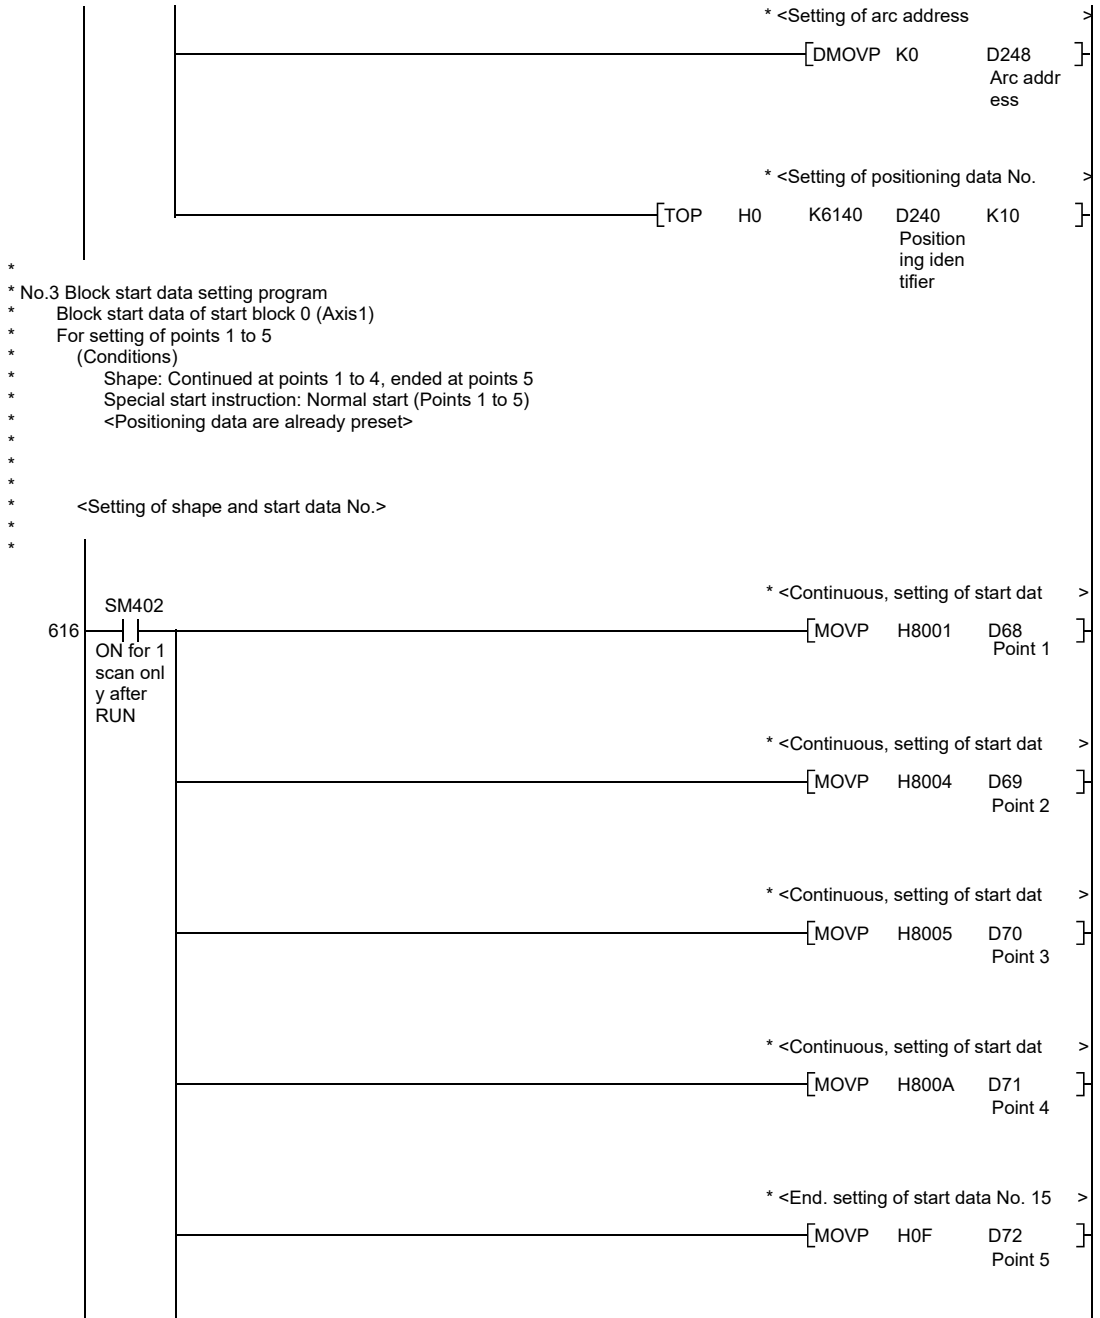 * <Setting of arc address >
DMOVP K0 D248
Arc addr
ess
* <Setting of positioning data No. >
TOP H0 K6140 D240 K10
Position
ing iden
tifier
*
* No.3 Block start data setting program
* Block start data of start block 0 (Axis1)
* For setting of points 1 to 5
* (Conditions)
* Shape: Continued at points 1 to 4, ended at points 5
* Special start instruction: Normal start (Points 1 to 5)
* <Positioning data are already preset>
*
*
*
* <Setting of shape and start data No.>
*
*
* <Continuous, setting of start dat >
SM402
616 MOVP H8001 D68
Point 1
ON for 1
scan onl
y after
RUN
* <Continuous, setting of start dat >
MOVP H8004 D69
Point 2
* <Continuous, setting of start dat >
MOVP H8005 D70
Point 3
* <Continuous, setting of start dat >
MOVP H800A D71
Point 4
* <End. setting of start data No. 15 >
MOVP H0F D72
Point 5